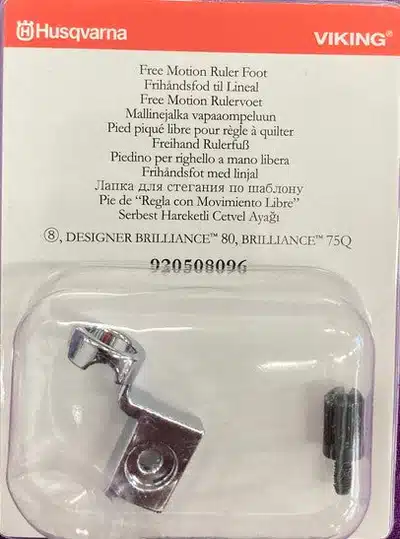 Husqvarna VIKING®
Free Motion Ruler Foot
Frihåndsfod til Lineal
Free Motion Rulervoet
Mallinejalka vapaaompeluun
Pied piqué libre pour règle à quilter
Freihand Rulerfuß
Piedino per righello a mano libera
Frihåndsfot med linjal
Лапка для стегания по шаблону
Pie de “Regla con Movimiento Libre”
Serbest Hareketli Cetvel Ayağı
⑧, DESIGNER BRILLIANCE™ 80, BRILLIANCE™ 75Q
920508096